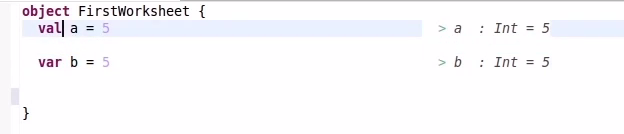 object FirstWorksheet {
val a = 5 > a : Int = 5
var b = 5 > b : Int = 5
}